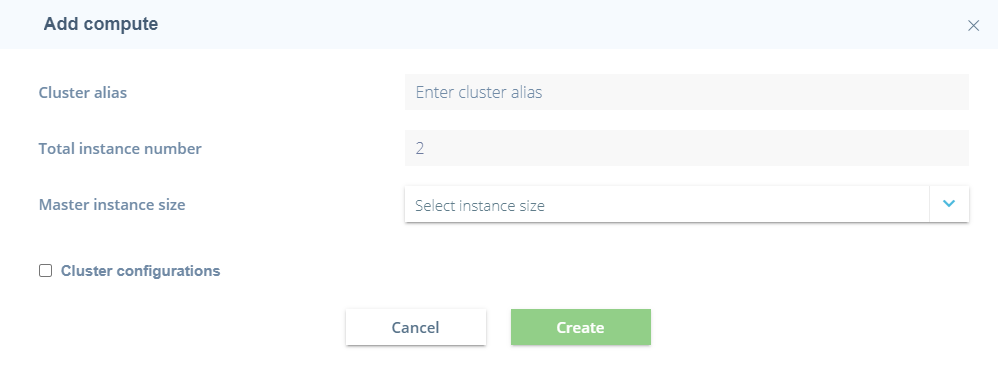 Add compute
Cluster alias
Enter cluster alias
Total instance number
2
Master instance size
Select instance size
Cluster configurations
Cancel
Create